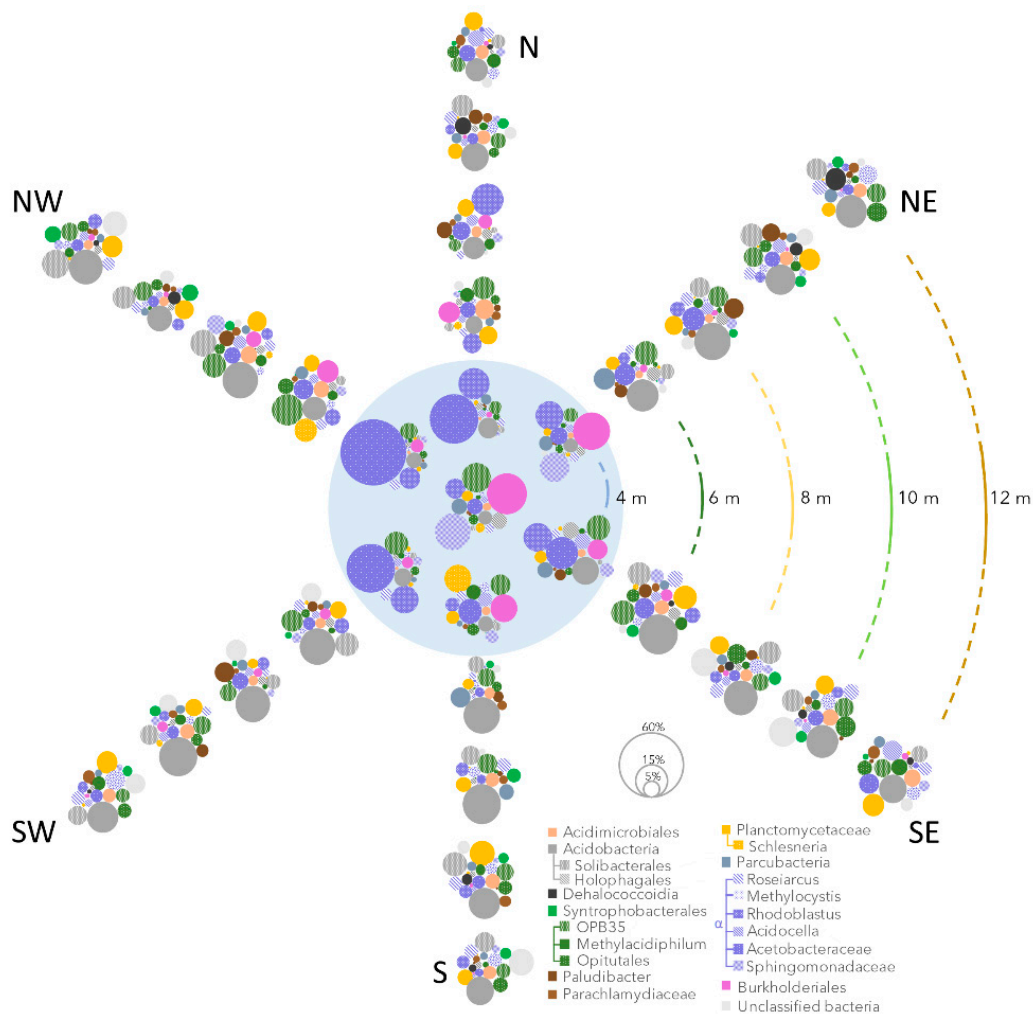 N
NW
NE
4 m
6 m
8 m
10 m
12 m
60%
15%
5%
SW
SE
S
Acidimicrobiales
Acidobacteria
Solibacterales
Holophagales
Dehalococcoidia
Syntrophobacterales
OPB35
Methylacidiphilum
Opitutales
Paludibacter
Parachlamydiaceae
Planctomycetaceae
Schlesneria
Parcubacteria
α
Roseiarcus
Methylocystis
Rhodoblastus
Acidocella
Acetobacteraceae
Sphingomonadaceae
Burkholderiales
Unclassified bacteria